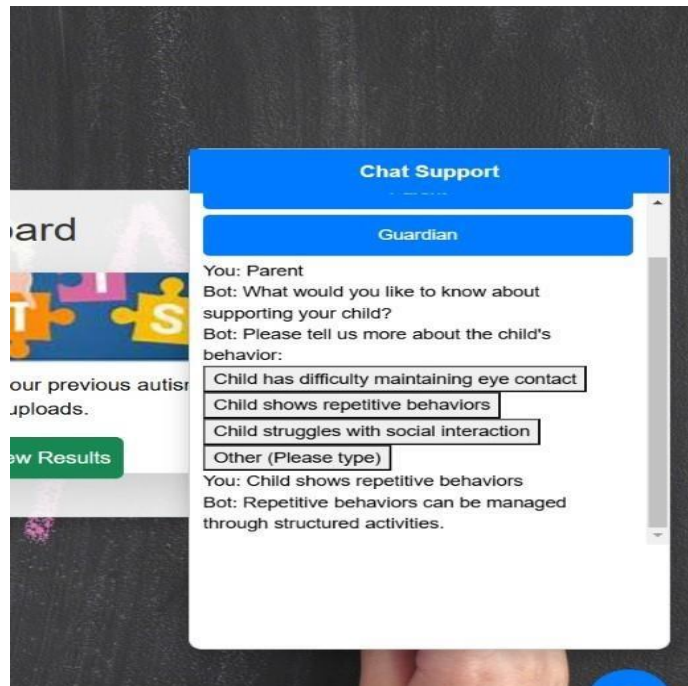 Chat Support
Guardian
ard
T I S
our previous autis
uploads.
ew Results
You: Parent
Bot: What would you like to know about
supporting your child?
Bot: Please tell us more about the child's
behavior:
Child has difficulty maintaining eye contact
Child shows repetitive behaviors
Child struggles with social interaction
Other (Please type)
You: Child shows repetitive behaviors
Bot: Repetitive behaviors can be managed
through structured activities.